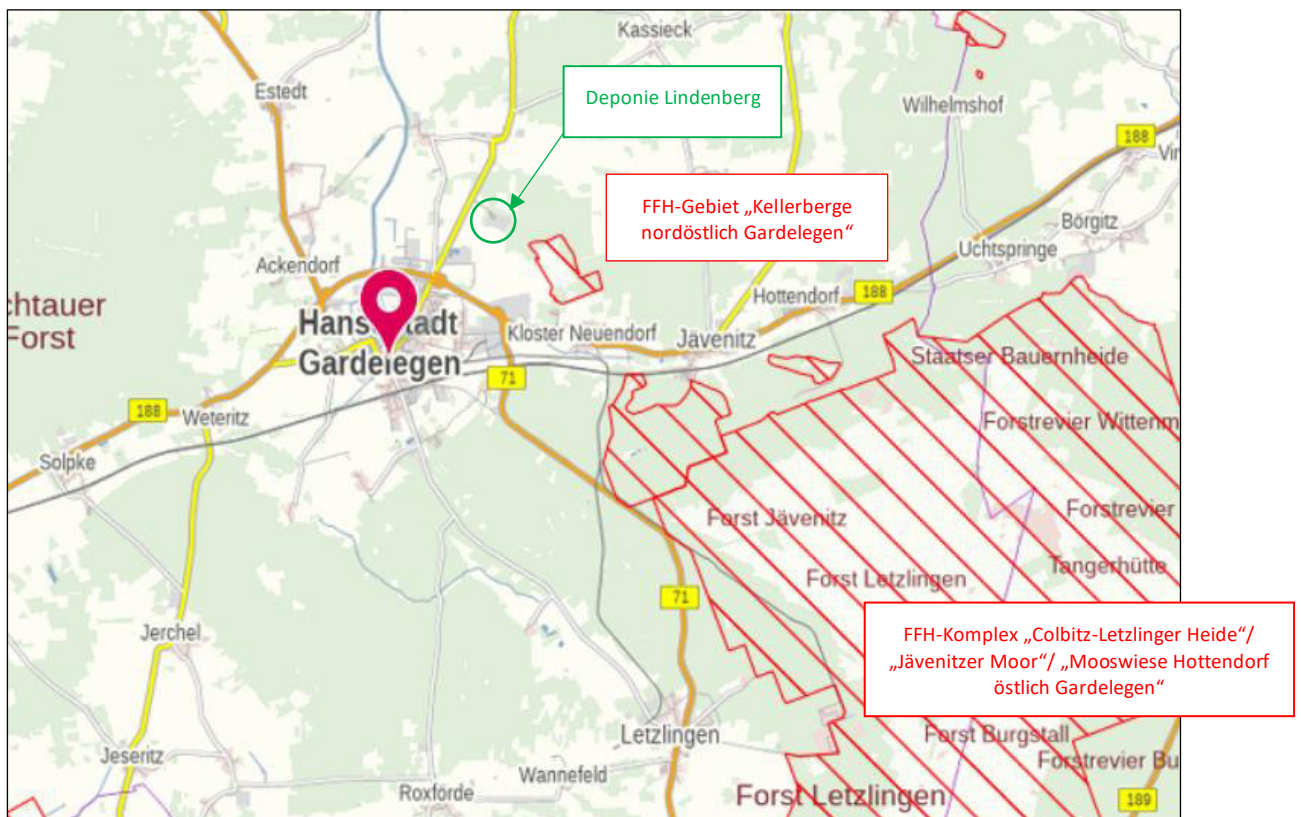 Kassieck
Estedt
Deponie Lindenberg
Wilhelmshof
188
Vin
FFH-Gebiet „Kellerberge
nordöstlich Gardelegen“
Börgitz
Uchtspringe
Ackendorf
chtauer
Forst
Hansestadt
Gardelegen
Hottendorf
188
Kloster Neuendorf
Jävenitz
Staatser Bauernheide
71
188
Weteritz
Forstrevier Wittenm
Solpke
Forst Jävenitz
Forstrevier
Tangerhütte
Forst Letzlingen
71
FFH-Komplex „Colbitz-Letzlinger Heide“/
„Jävenitzer Moor“/ „Mooswiese Hottendorf
östlich Gardelegen“
Jerchel
Letzlingen
Forst Burgstall
Forstrevier Bu
Jeseritz
Wannefeld
Roxförde
Forst Letzlingen
189